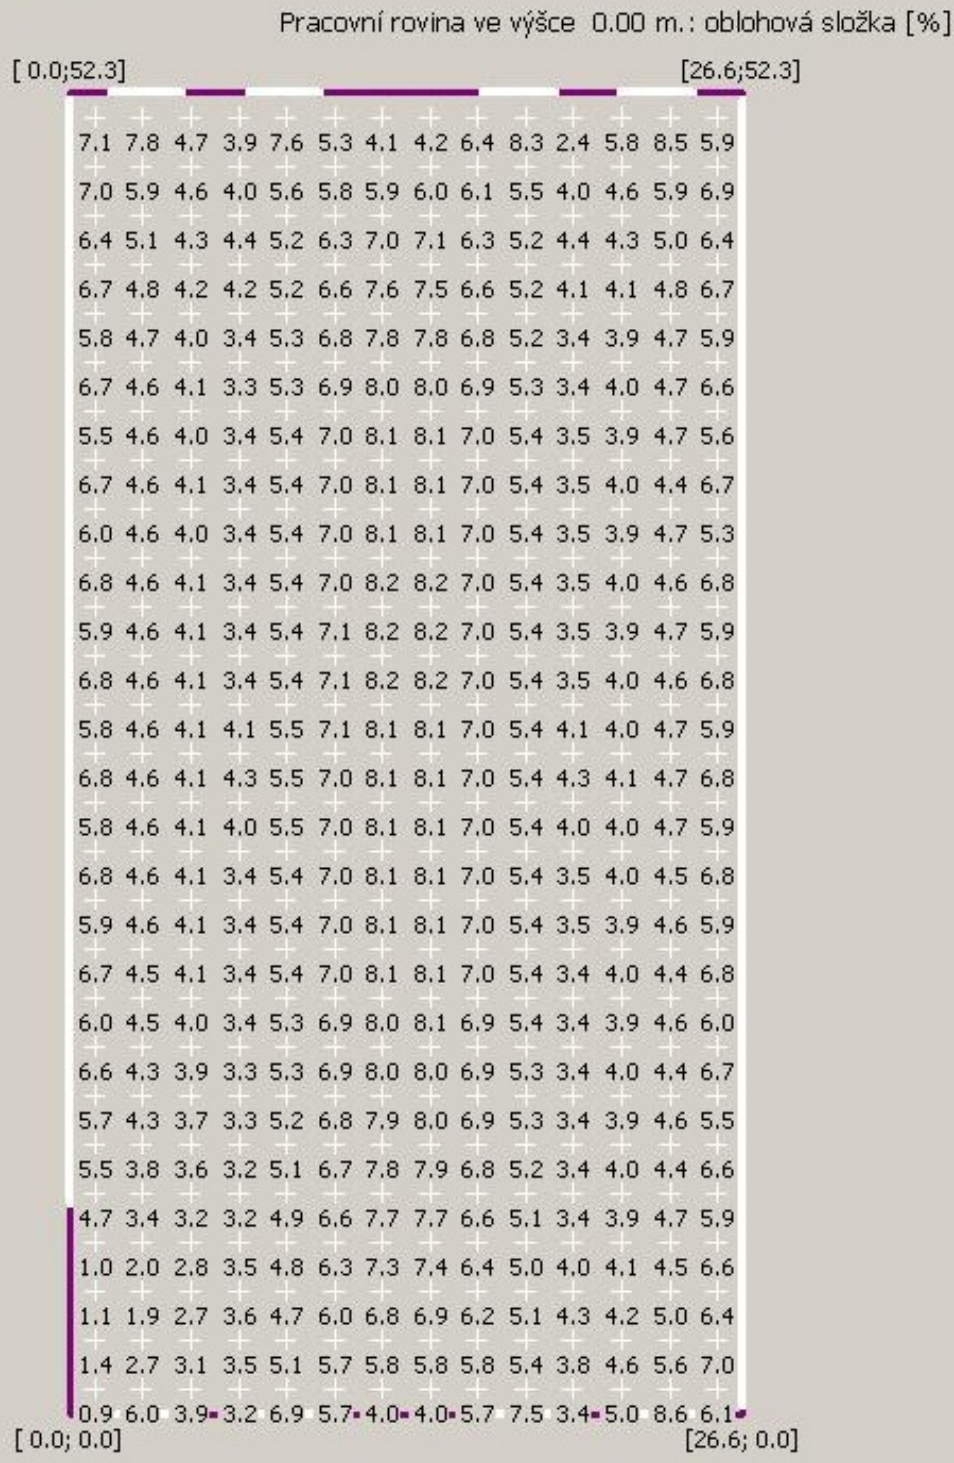 Pracovní rovina ve výšce 0.00 m.: oblohová složka [%]
[ 0.0;52.3] [26.6;52.3]
7.1 7.8 4.7 3.9 7.6 5.3 4.1 4.2 6.4 8.3 2.4 5.8 8.5 5.9
7.0 5.9 4.6 4.0 5.6 5.8 5.9 6.0 6.1 5.5 4.0 4.6 5.9 6.9
6.4 5.1 4.3 4.4 5.2 6.3 7.0 7.1 6.3 5.2 4.4 4.3 5.0 6.4
6.7 4.8 4.2 4.2 5.2 6.6 7.6 7.5 6.6 5.2 4.1 4.1 4.8 6.7
5.8 4.7 4.0 3.4 5.3 6.8 7.8 7.8 6.8 5.2 3.4 3.9 4.7 5.9
6.7 4.6 4.1 3.3 5.3 6.9 8.0 8.0 6.9 5.3 3.4 4.0 4.7 6.6
5.5 4.6 4.0 3.4 5.4 7.0 8.1 8.1 7.0 5.4 3.5 3.9 4.7 5.6
6.7 4.6 4.1 3.4 5.4 7.0 8.1 8.1 7.0 5.4 3.5 4.0 4.4 6.7
6.0 4.6 4.0 3.4 5.4 7.0 8.1 8.1 7.0 5.4 3.5 3.9 4.7 5.3
6.8 4.6 4.1 3.4 5.4 7.0 8.2 8.2 7.0 5.4 3.5 4.0 4.6 6.8
5.9 4.6 4.1 3.4 5.4 7.1 8.2 8.2 7.0 5.4 3.5 3.9 4.7 5.9
6.8 4.6 4.1 3.4 5.4 7.1 8.2 8.2 7.0 5.4 3.5 4.0 4.6 6.8
5.8 4.6 4.1 4.1 5.5 7.1 8.1 8.1 7.0 5.4 4.1 4.0 4.7 5.9
6.8 4.6 4.1 4.3 5.5 7.0 8.1 8.1 7.0 5.4 4.3 4.1 4.7 6.8
5.8 4.6 4.1 4.0 5.5 7.0 8.1 8.1 7.0 5.4 4.0 4.0 4.7 5.9
6.8 4.6 4.1 3.4 5.4 7.0 8.1 8.1 7.0 5.4 3.5 4.0 4.5 6.8
5.9 4.6 4.1 3.4 5.4 7.0 8.1 8.1 7.0 5.4 3.5 3.9 4.6 5.9
6.7 4.5 4.1 3.4 5.4 7.0 8.1 8.1 7.0 5.4 3.4 4.0 4.4 6.8
6.0 4.5 4.0 3.4 5.3 6.9 8.0 8.1 6.9 5.4 3.4 3.9 4.6 6.0
6.6 4.3 3.9 3.3 5.3 6.9 8.0 8.0 6.9 5.3 3.4 4.0 4.4 6.7
5.7 4.3 3.7 3.3 5.2 6.8 7.9 8.0 6.9 5.3 3.4 3.9 4.6 5.5
5.5 3.8 3.6 3.2 5.1 6.7 7.8 7.9 6.8 5.2 3.4 4.0 4.4 6.6
4.7 3.4 3.2 3.2 4.9 6.6 7.7 7.7 6.6 5.1 3.4 3.9 4.7 5.9
1.0 2.0 2.8 3.5 4.8 6.3 7.3 7.4 6.4 5.0 4.0 4.1 4.5 6.6
1.1 1.9 2.7 3.6 4.7 6.0 6.8 6.9 6.2 5.1 4.3 4.2 5.0 6.4
1.4 2.7 3.1 3.5 5.1 5.7 5.8 5.8 5.8 5.4 3.8 4.6 5.6 7.0
0.9 6.0 3.9 3.2 6.9 5.7 4.0 4.0 5.7 7.5 3.4 5.0 8.6 6.1
[ 0.0; 0.0] [26.6; 0.0]